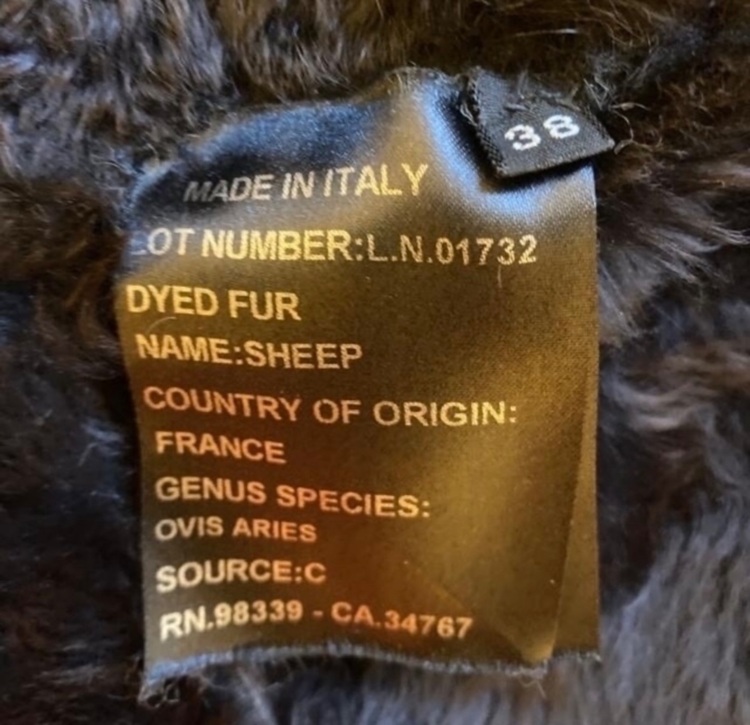 38
MADE IN ITALY
LOT NUMBER:L.N.01732
DYED FUR
NAME:SHEEP
COUNTRY OF ORIGIN:
FRANCE
GENUS SPECIES:
OVIS ARIES
SOURCE:C
RN.98339 - CA.34767